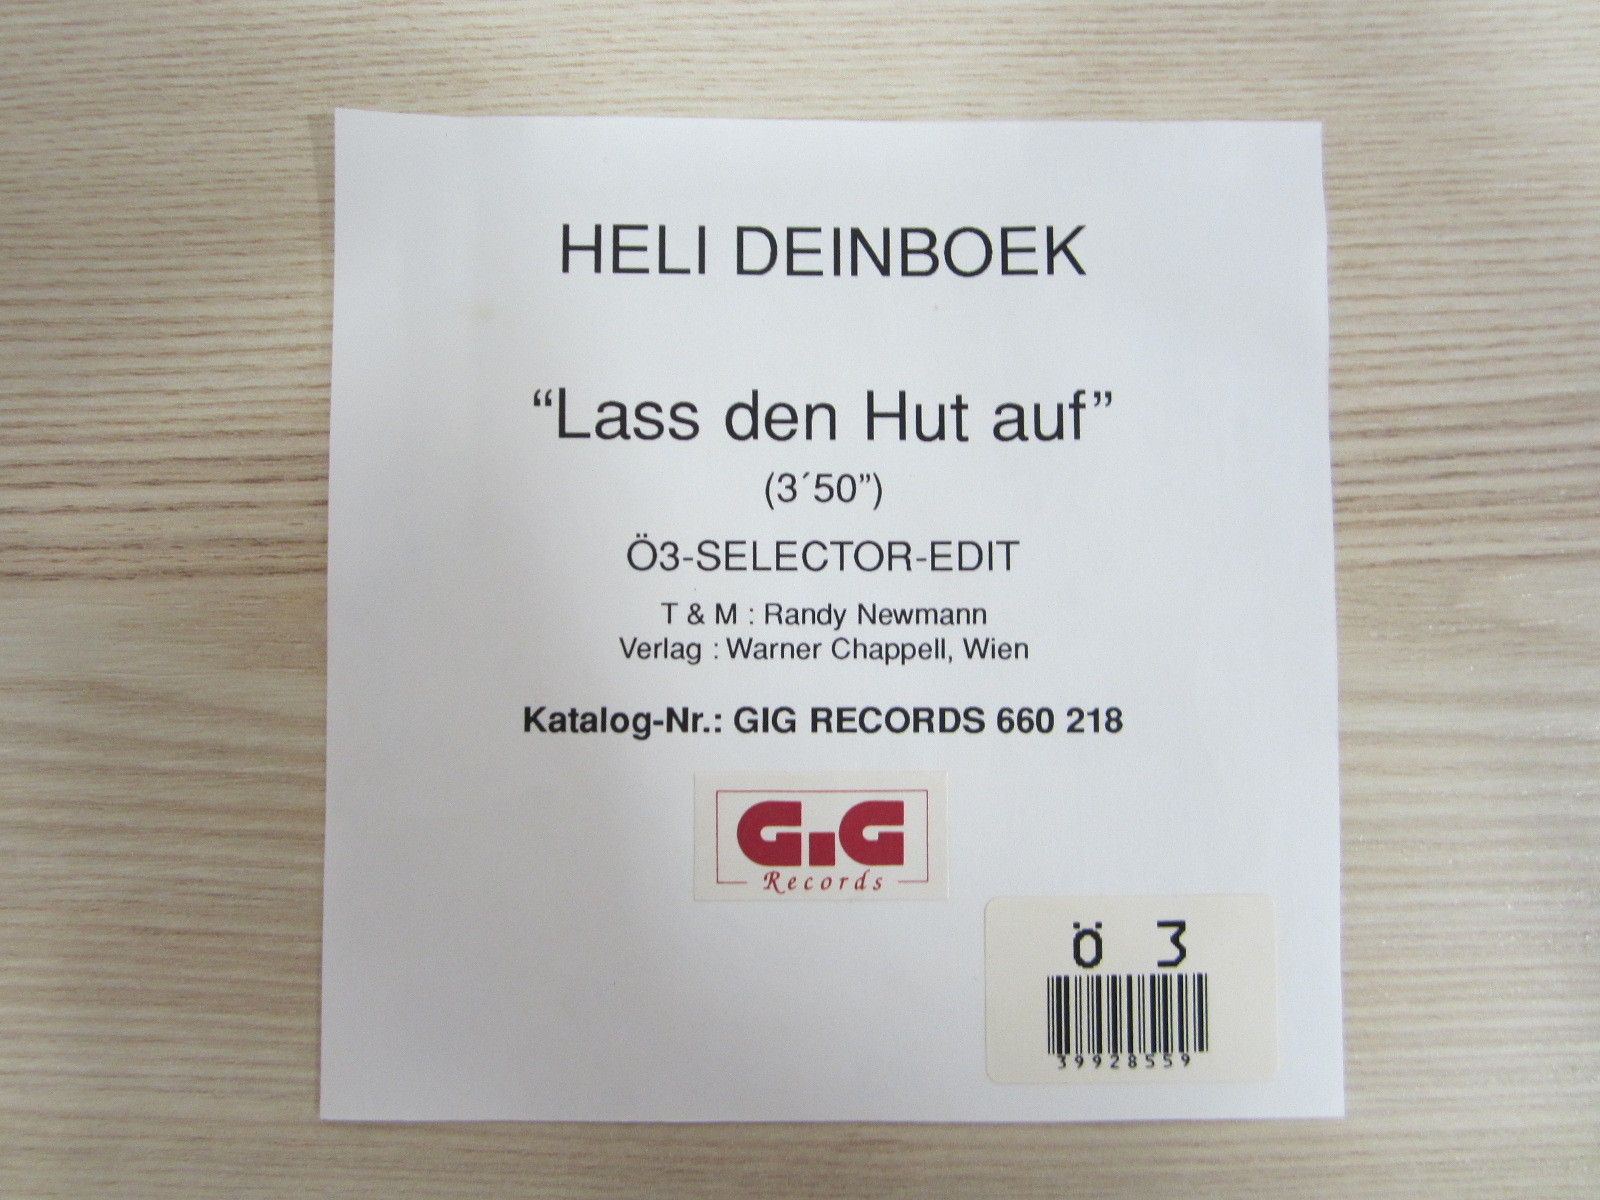 HELI DEINBOEK
“Lass den Hut auf”
(3´50”)
Ö3-SELECTOR-EDIT
T & M : Randy Newmann
Verlag : Warner Chappell, Wien
Katalog-Nr.: GIG RECORDS 660 218
GIG
Records
Ö 3
39928559